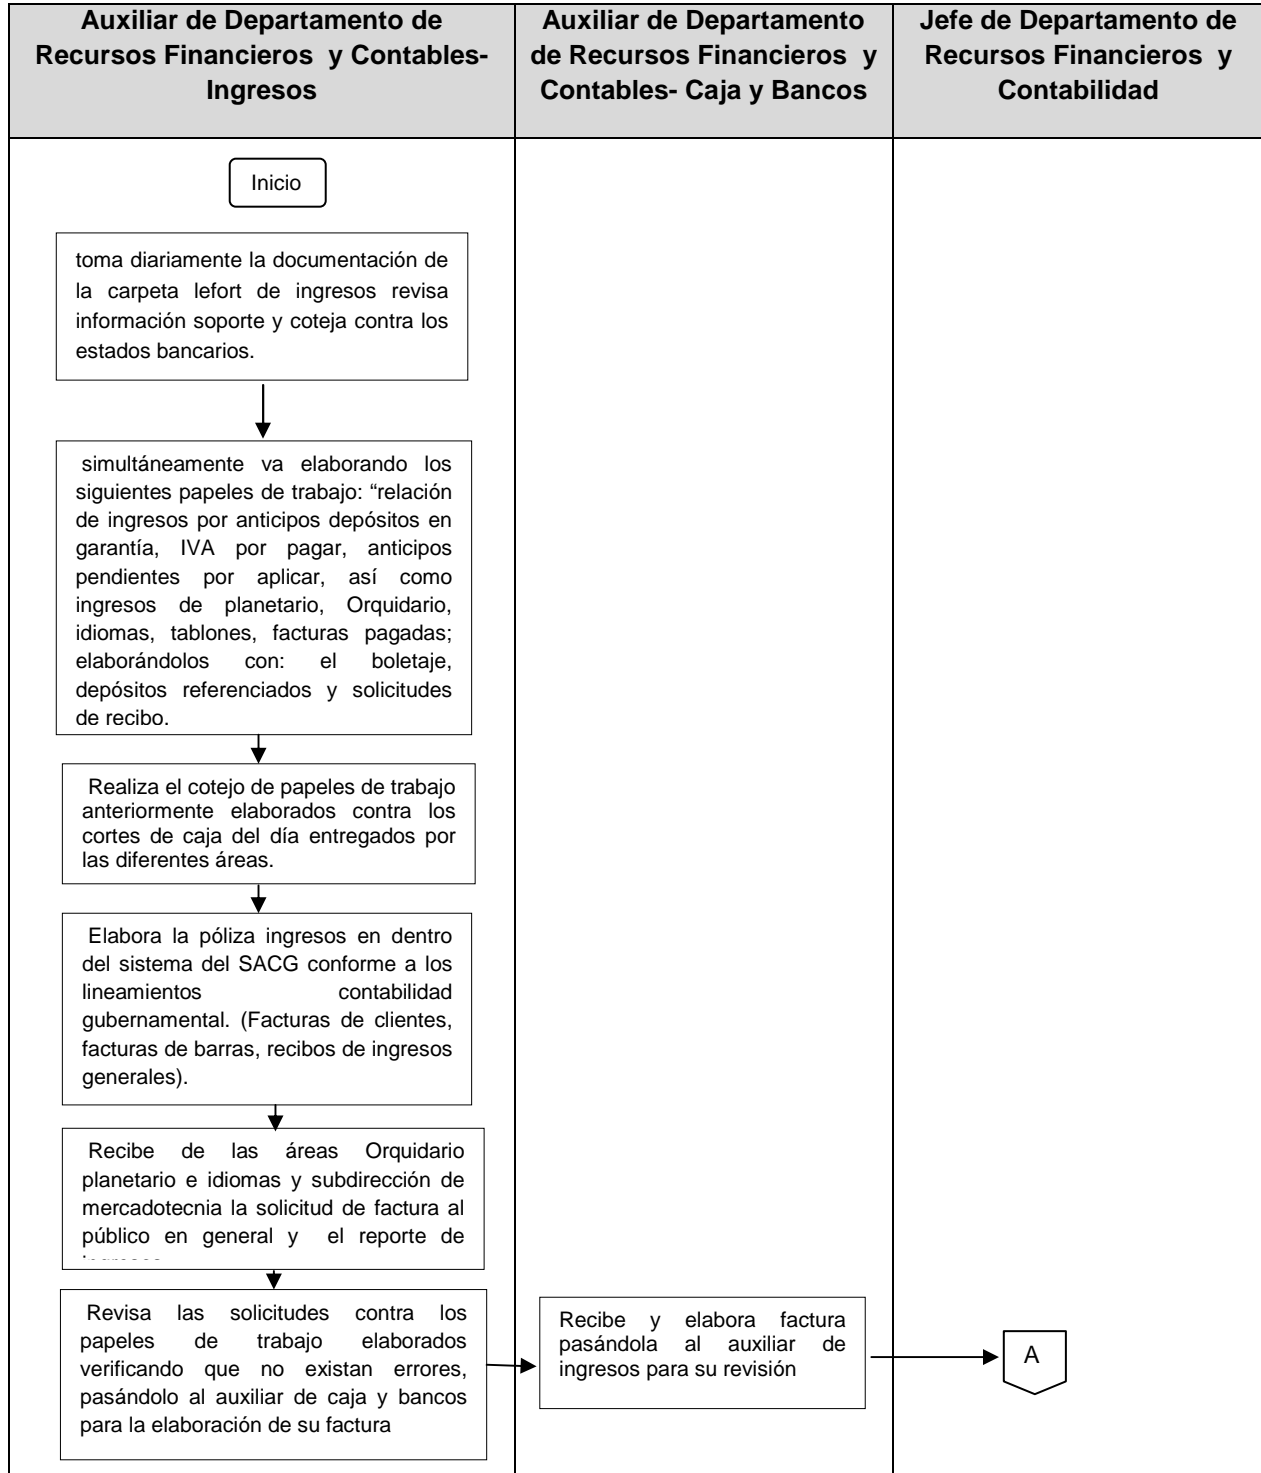 Auxiliar de Departamento de
Recursos Financieros y Contables-
Ingresos
Auxiliar de Departamento
de Recursos Financieros y
Contables- Caja y Bancos
Jefe de Departamento de
Recursos Financieros y
Contabilidad
Inicio
toma diariamente la documentación de
la carpeta lefort de ingresos revisa
información soporte y coteja contra los
estados bancarios.
simultáneamente va elaborando los
siguientes papeles de trabajo: “relación
de ingresos por anticipos depósitos en
garantía, IVA por pagar, anticipos
pendientes por aplicar, así como
ingresos de planetario, Orquidario,
idiomas, tablones, facturas pagadas;
elaborándolos con: el boletaje,
depósitos referenciados y solicitudes
de recibo.
Realiza el cotejo de papeles de trabajo
anteriormente elaborados contra los
cortes de caja del día entregados por
las diferentes áreas.
Elabora la póliza ingresos en dentro
del sistema del SACG conforme a los
lineamientos contabilidad
gubernamental. (Facturas de clientes,
facturas de barras, recibos de ingresos
generales).
Recibe de las áreas Orquidario
planetario e idiomas y subdirección de
mercadotecnia la solicitud de factura al
público en general y el reporte de
Revisa las solicitudes contra los
papeles de trabajo elaborados
verificando que no existan errores,
pasándolo al auxiliar de caja y bancos
para la elaboración de su factura
Recibe y elabora factura
pasándola al auxiliar de
ingresos para su revisión
A